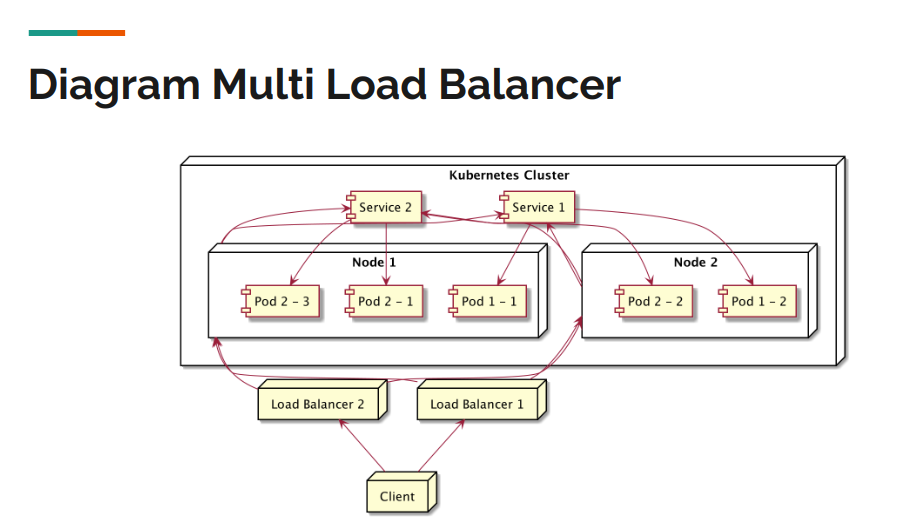 Diagram Multi Load Balancer
Kubernetes Cluster
Service 2
Service 1
Node 1
Node 2
Pod 2 - 3
Pod 2 - 1
Pod 1 - 1
Pod 2 - 2
Pod 1 - 2
Load Balancer 2
Load Balancer 1
Client